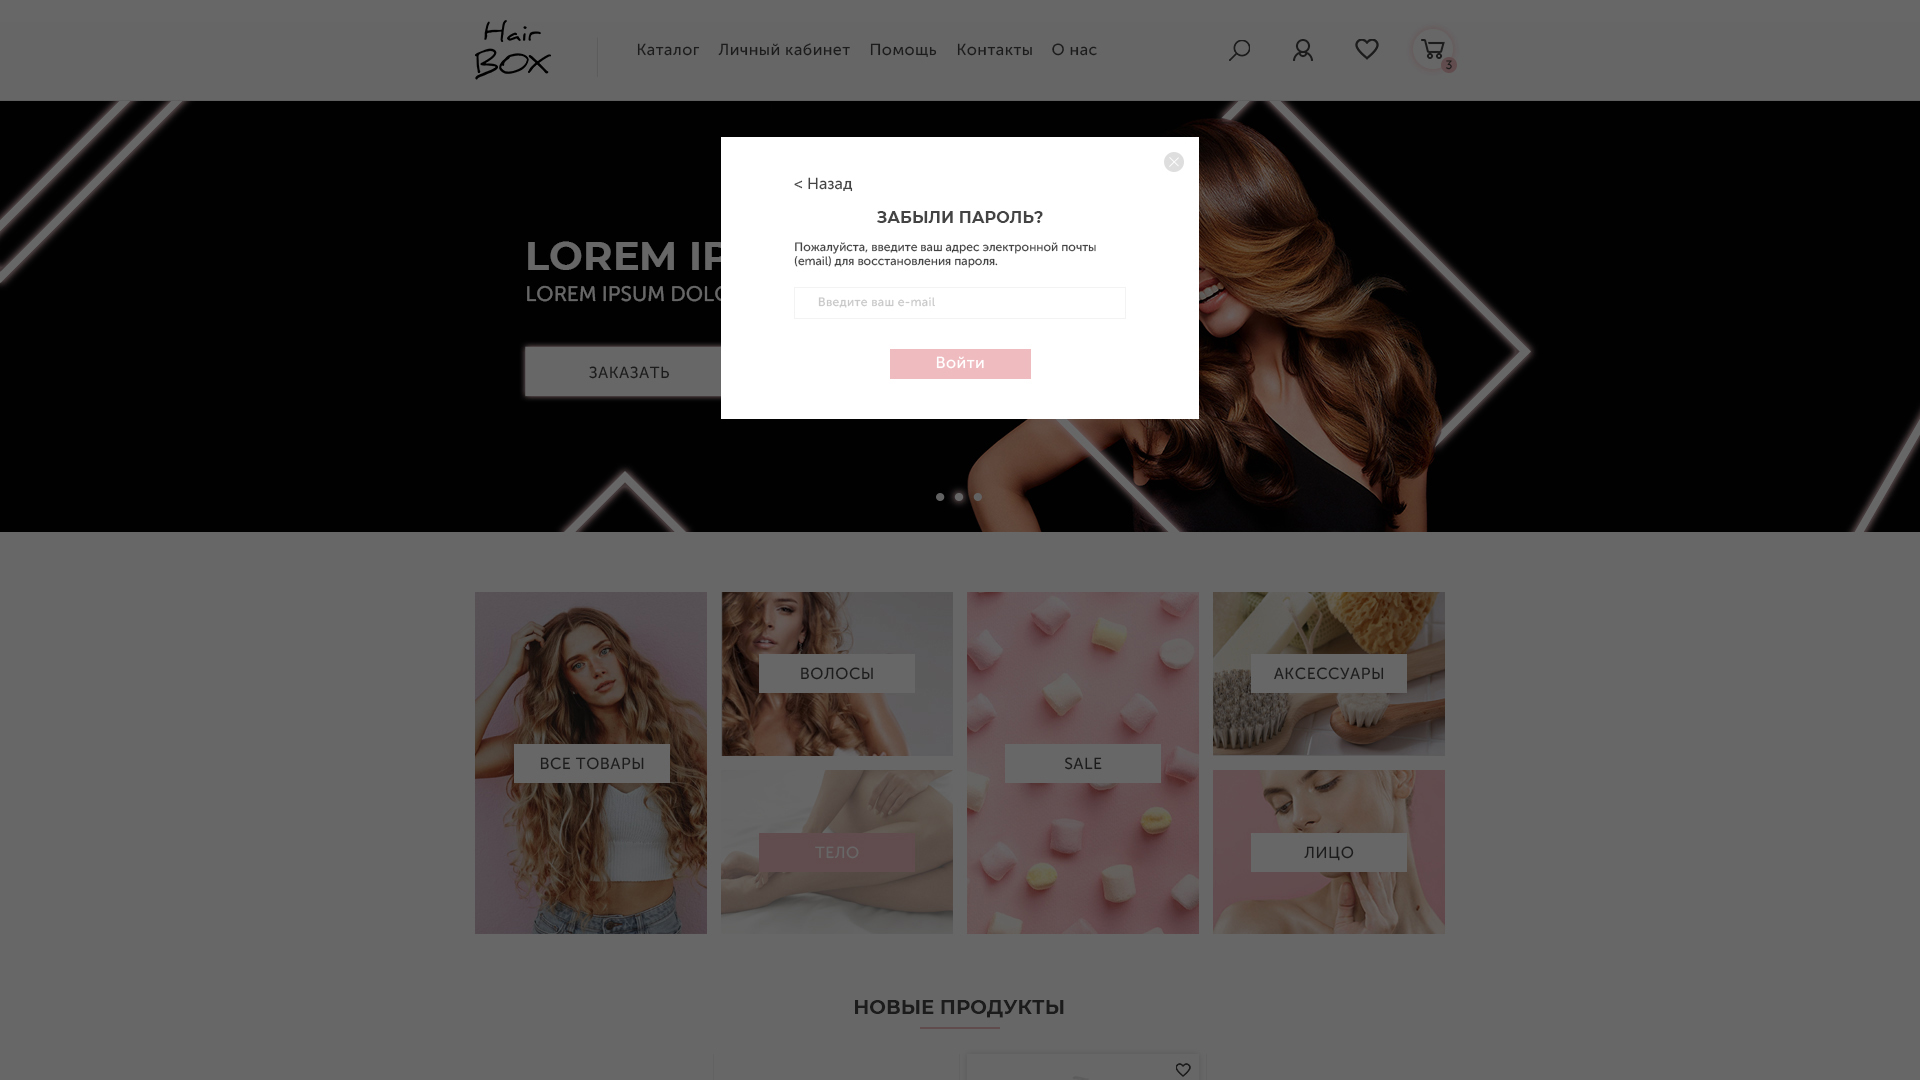 Hair
BOX
Каталог Личный кабинет Помощь Контакты О нас
3
< Назад
ЗАБЫЛИ ПАРОЛЬ?
Пожалуйста, введите ваш адрес электронной почты
(email) для восстановления пароля.
Введите ваш e-mail
Войти
LOREM IP
LOREM IPSUM DOLO
ЗАКАЗАТЬ
ВСЕ ТОВАРЫ
ВОЛОСЫ
ТЕЛО
SALE
АКСЕССУАРЫ
ЛИЦО
НОВЫЕ ПРОДУКТЫ